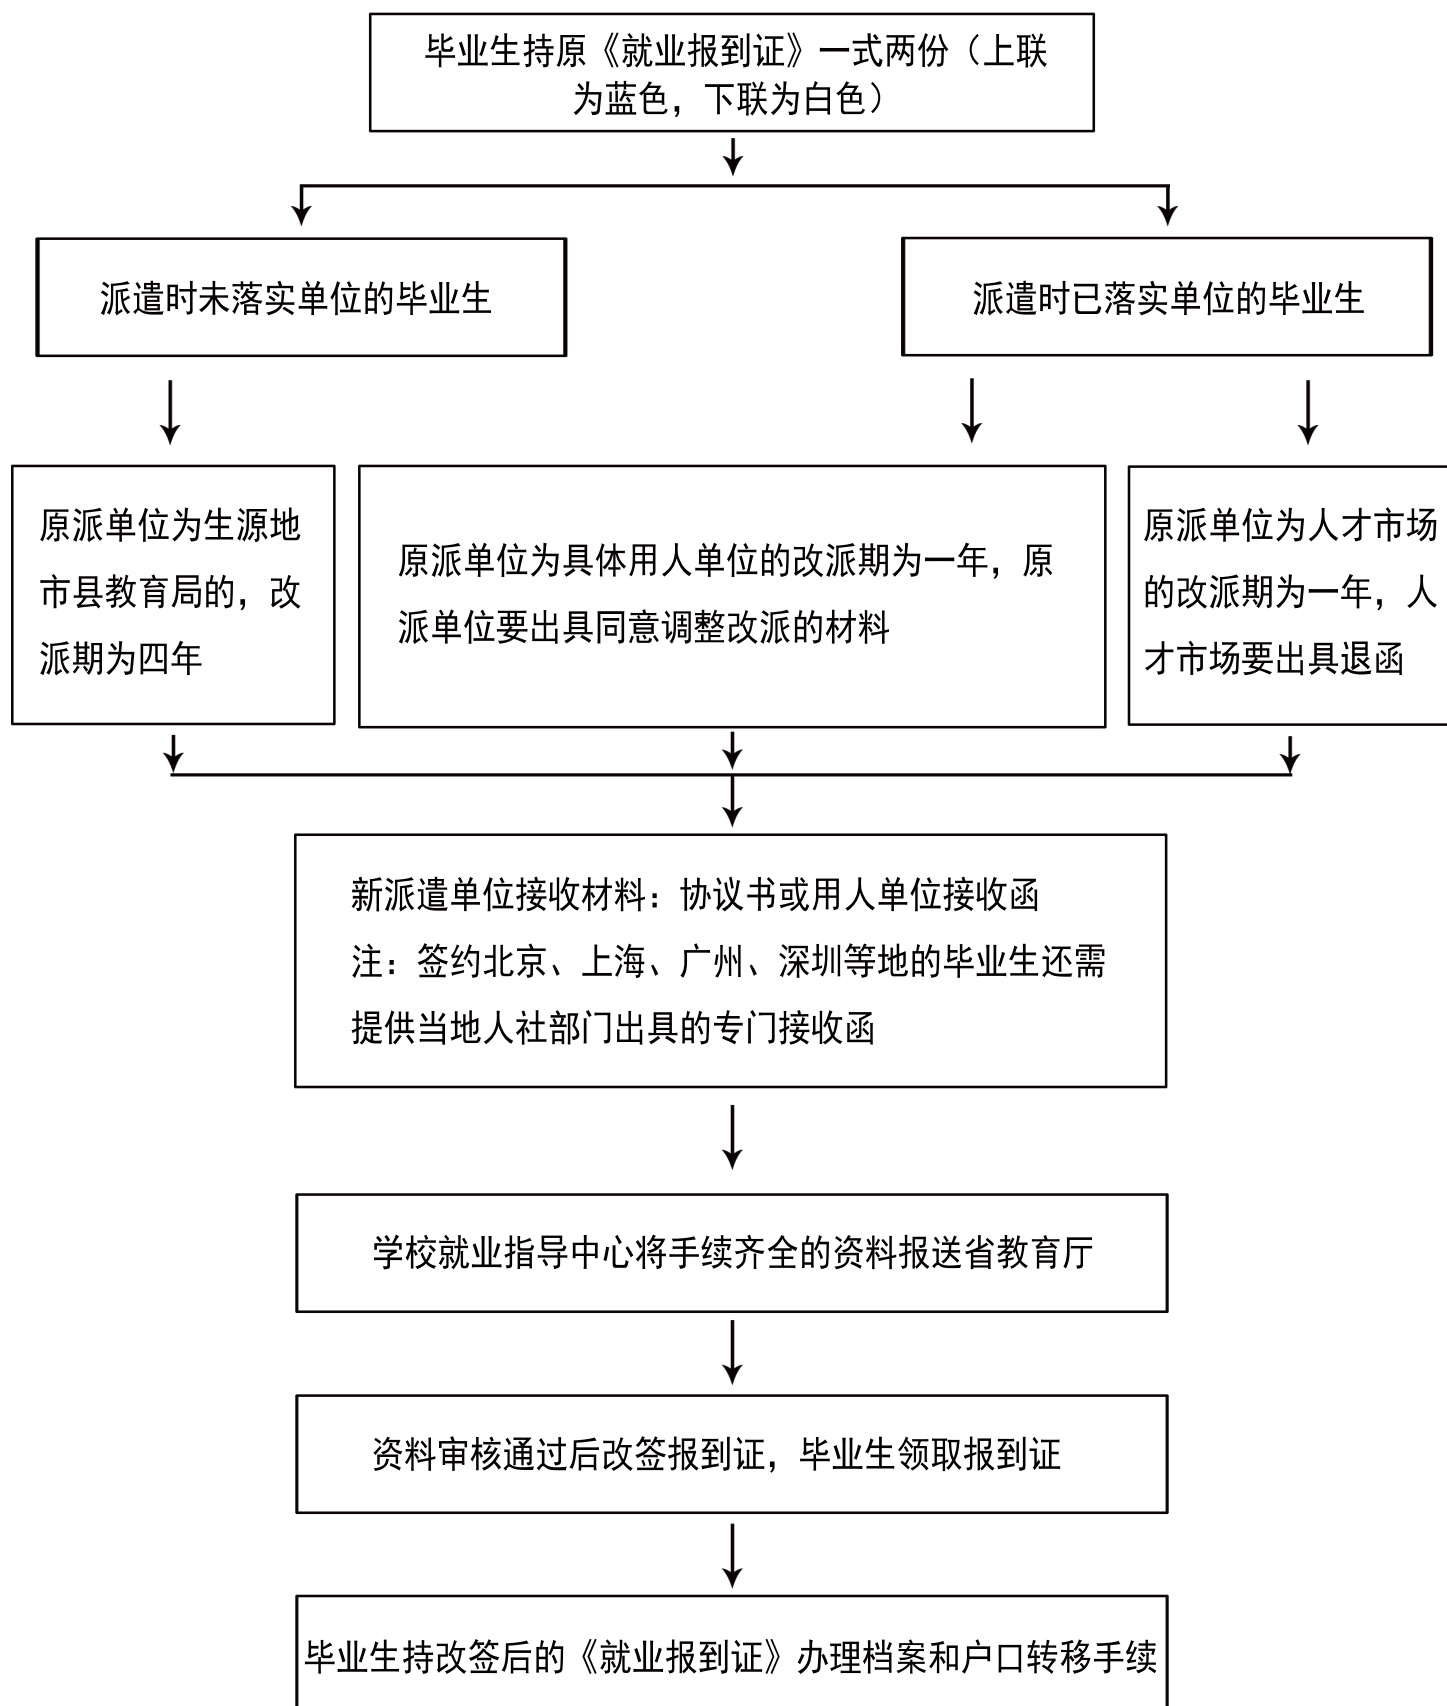 毕业生持原《就业报到证》一式两份（上联
为蓝色，下联为白色）
派遣时未落实单位的毕业生
派遣时已落实单位的毕业生
原派单位为生源地
市县教育局的，改
派期为四年
原派单位为具体用人单位的改派期为一年，原
派单位要出具同意调整改派的材料
原派单位为人才市场
的改派期为一年，人
才市场要出具退函
新派遣单位接收材料：协议书或用人单位接收函
注：签约北京、上海、广州、深圳等地的毕业生还需
提供当地人社部门出具的专门接收函
学校就业指导中心将手续齐全的资料报送省教育厅
资料审核通过后改签报到证，毕业生领取报到证
毕业生持改签后的《就业报到证》办理档案和户口转移手续